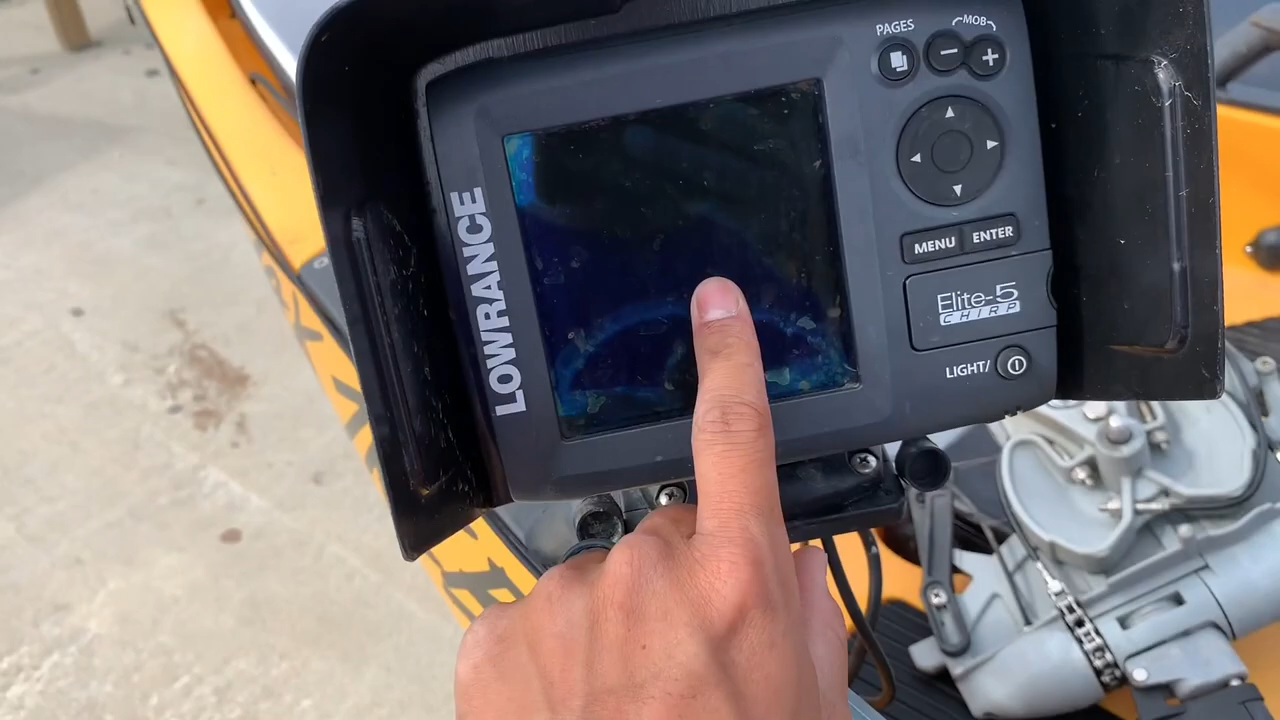 PAGES
MOB
LOWRANCE
MENU
ENTER
Elite-5
CHIRP
LIGHT/